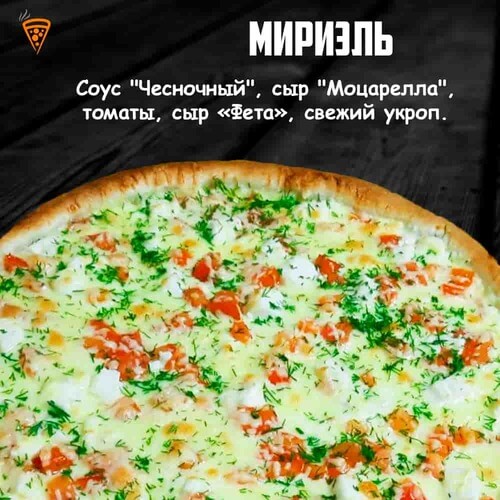 МИРИЭЛЬ
Соус "Чесночный", сыр "Моцарелла",
томаты, сыр «Фета», свежий укроп.